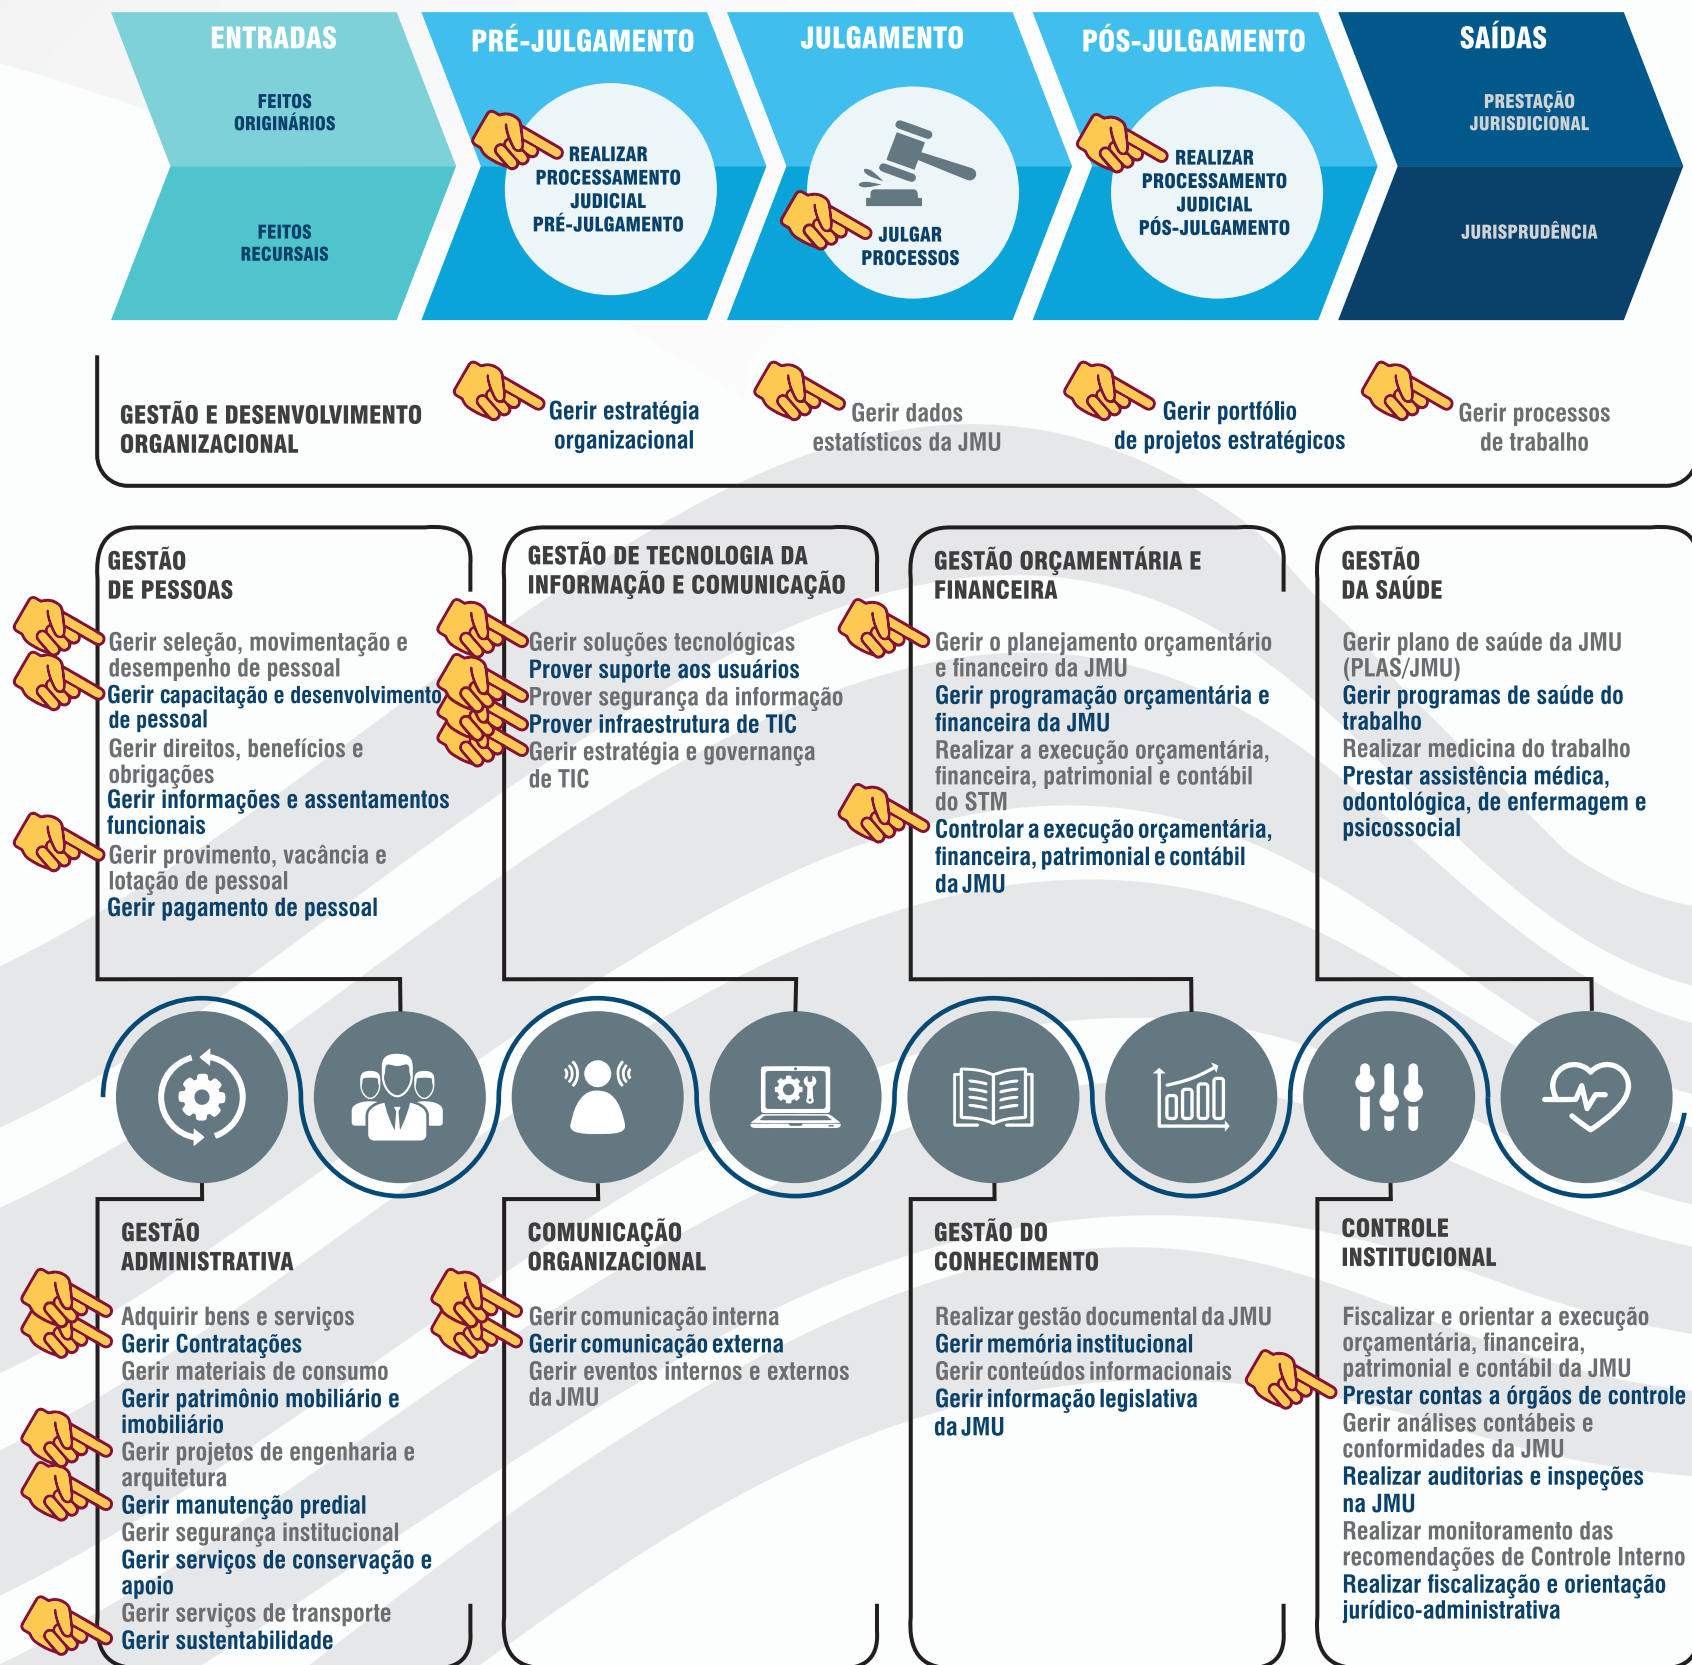 ENTRADAS
FEITOS
ORIGINÁRIOS
FEITOS
RECURSAIS
PRÉ-JULGAMENTO
REALIZAR
PROCESSAMENTO
JUDICIAL
PRÉ-JULGAMENTO
JULGAMENTO
JULGAR
PROCESSOS
PÓS-JULGAMENTO
REALIZAR
PROCESSAMENTO
JUDICIAL
PÓS-JULGAMENTO
SAÍDAS
PRESTAÇÃO
JURISDICIONAL
JURISPRUDÊNCIA
GESTÃO E DESENVOLVIMENTO
ORGANIZACIONAL
Gerir estratégia
organizacional
Gerir dados
estatísticos da JMU
Gerir portfólio
de projetos estratégicos
Gerir processos
de trabalho
GESTÃO
DE PESSOAS
Gerir seleção, movimentação e
desempenho de pessoal
Gerir capacitação e desenvolvimento
de pessoal
Gerir direitos, benefícios e
obrigações
Gerir informações e assentamentos
funcionais
Gerir provimento, vacância e
lotação de pessoal
Gerir pagamento de pessoal
GESTÃO DE TECNOLOGIA DA
INFORMAÇÃO E COMUNICAÇÃO
Gerir soluções tecnológicas
Prover suporte aos usuários
Prover segurança da informação
Prover infraestrutura de TIC
Gerir estratégia e governança
de TIC
GESTÃO ORÇAMENTÁRIA E
FINANCEIRA
Gerir o planejamento orçamentário
e financeiro da JMU
Gerir programação orçamentária e
financeira da JMU
Realizar a execução orçamentária,
financeira, patrimonial e contábil
do STM
Controlar a execução orçamentária,
financeira, patrimonial e contábil
da JMU
GESTÃO
DA SAÚDE
Gerir plano de saúde da JMU
(PLAS/JMU)
Gerir programas de saúde do
trabalho
Realizar medicina do trabalho
Prestar assistência médica,
odontológica, de enfermagem e
psicossocial
GESTÃO
ADMINISTRATIVA
Adquirir bens e serviços
Gerir Contratações
Gerir materiais de consumo
Gerir patrimônio mobiliário e
imobiliário
Gerir projetos de engenharia e
arquitetura
Gerir manutenção predial
Gerir segurança institucional
Gerir serviços de conservação e
apoio
Gerir serviços de transporte
Gerir sustentabilidade
COMUNICAÇÃO
ORGANIZACIONAL
Gerir comunicação interna
Gerir comunicação externa
Gerir eventos internos e externos
da JMU
GESTÃO DO
CONHECIMENTO
Realizar gestão documental da JMU
Gerir memória institucional
Gerir conteúdos informacionais
Gerir informação legislativa
da JMU
CONTROLE
INSTITUCIONAL
Fiscalizar e orientar a execução
orçamentária, financeira,
patrimonial e contábil da JMU
Prestar contas a órgãos de controle
Gerir análises contábeis e
conformidades da JMU
Realizar auditorias e inspeções
na JMU
Realizar monitoramento das
recomendações de Controle Interno
Realizar fiscalização e orientação
jurídico-administrativa